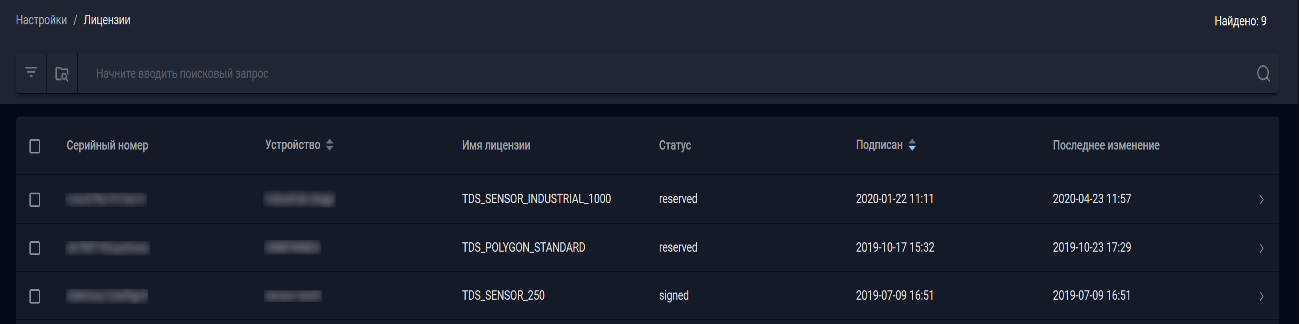 Настройки / Лицензии
Найдено: 9
Начните вводить поисковый запрос
Серийный номер Устройство Имя лицензии Статус Подписан Последнее изменение
TDS_SENSOR_INDUSTRIAL_1000 reserved 2020-01-22 11:11 2020-04-23 11:57
TDS_POLYGON_STANDARD reserved 2019-10-17 15:32 2019-10-23 17:29
TDS_SENSOR_250 signed 2019-07-09 16:51 2019-07-09 16:51